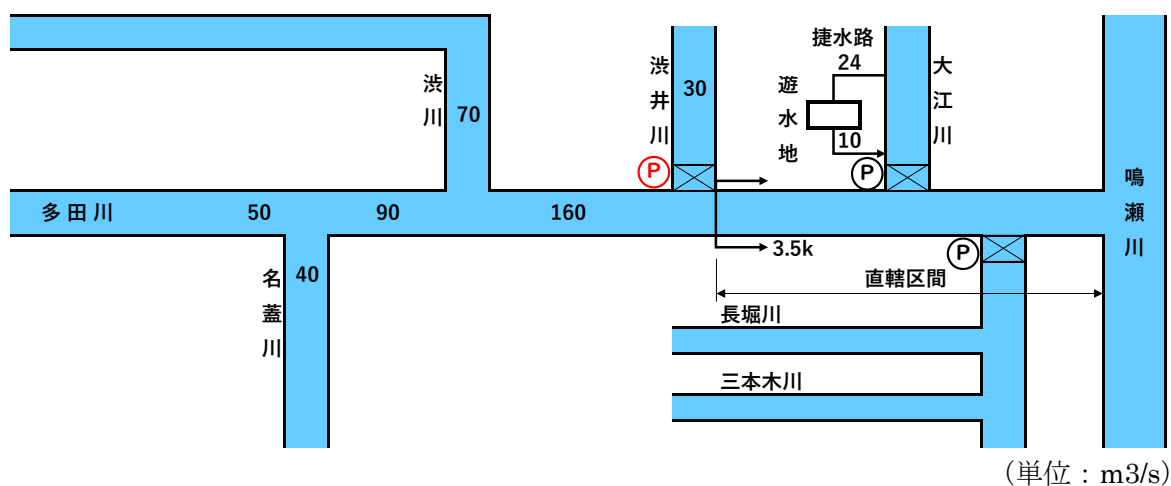 捷水路
24
渋井川
30
大江川
渋川
70
遊水地
10
P
P
鳴瀬川
多田川
50
90
160
3.5k
P
名蓋川
40
直轄区間
長堀川
三本木川
(単位：m3/s)